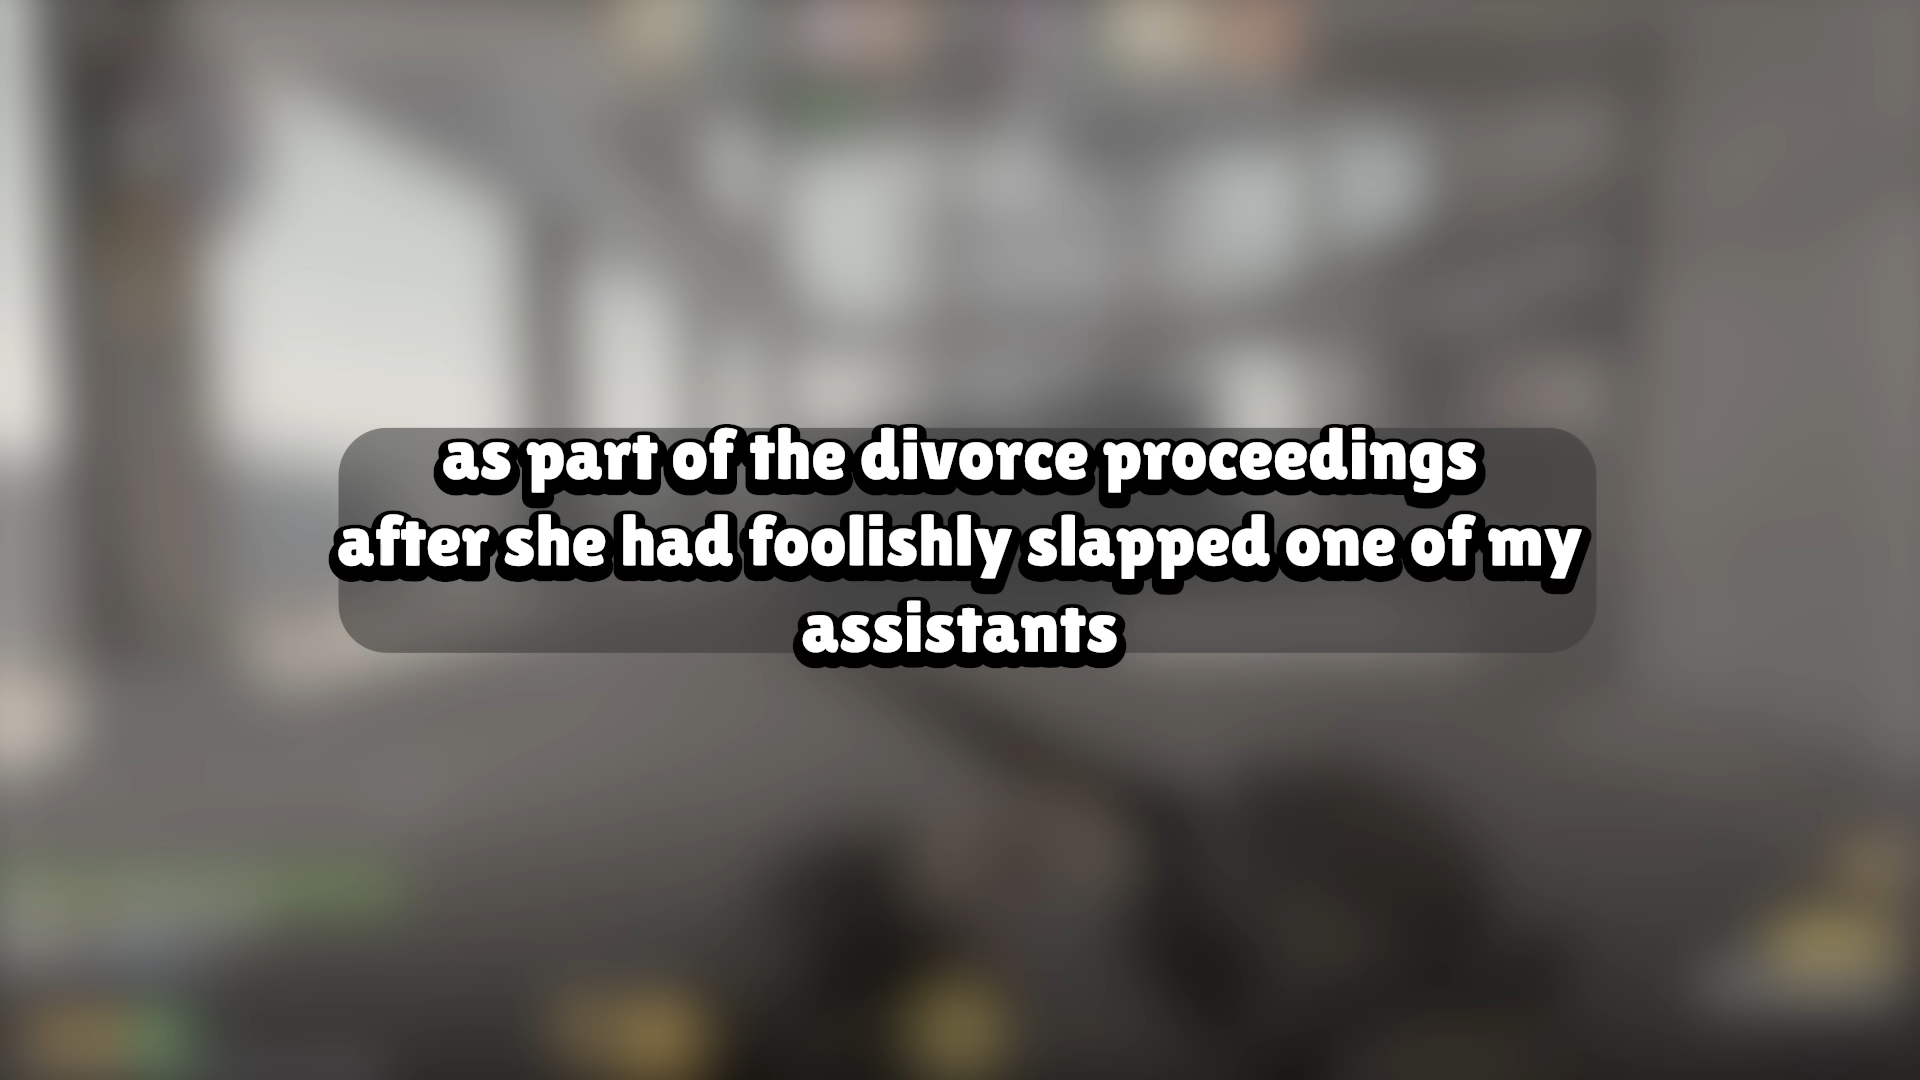 as part of the divorce proceedings
after she had foolishly slapped one of my
assistants